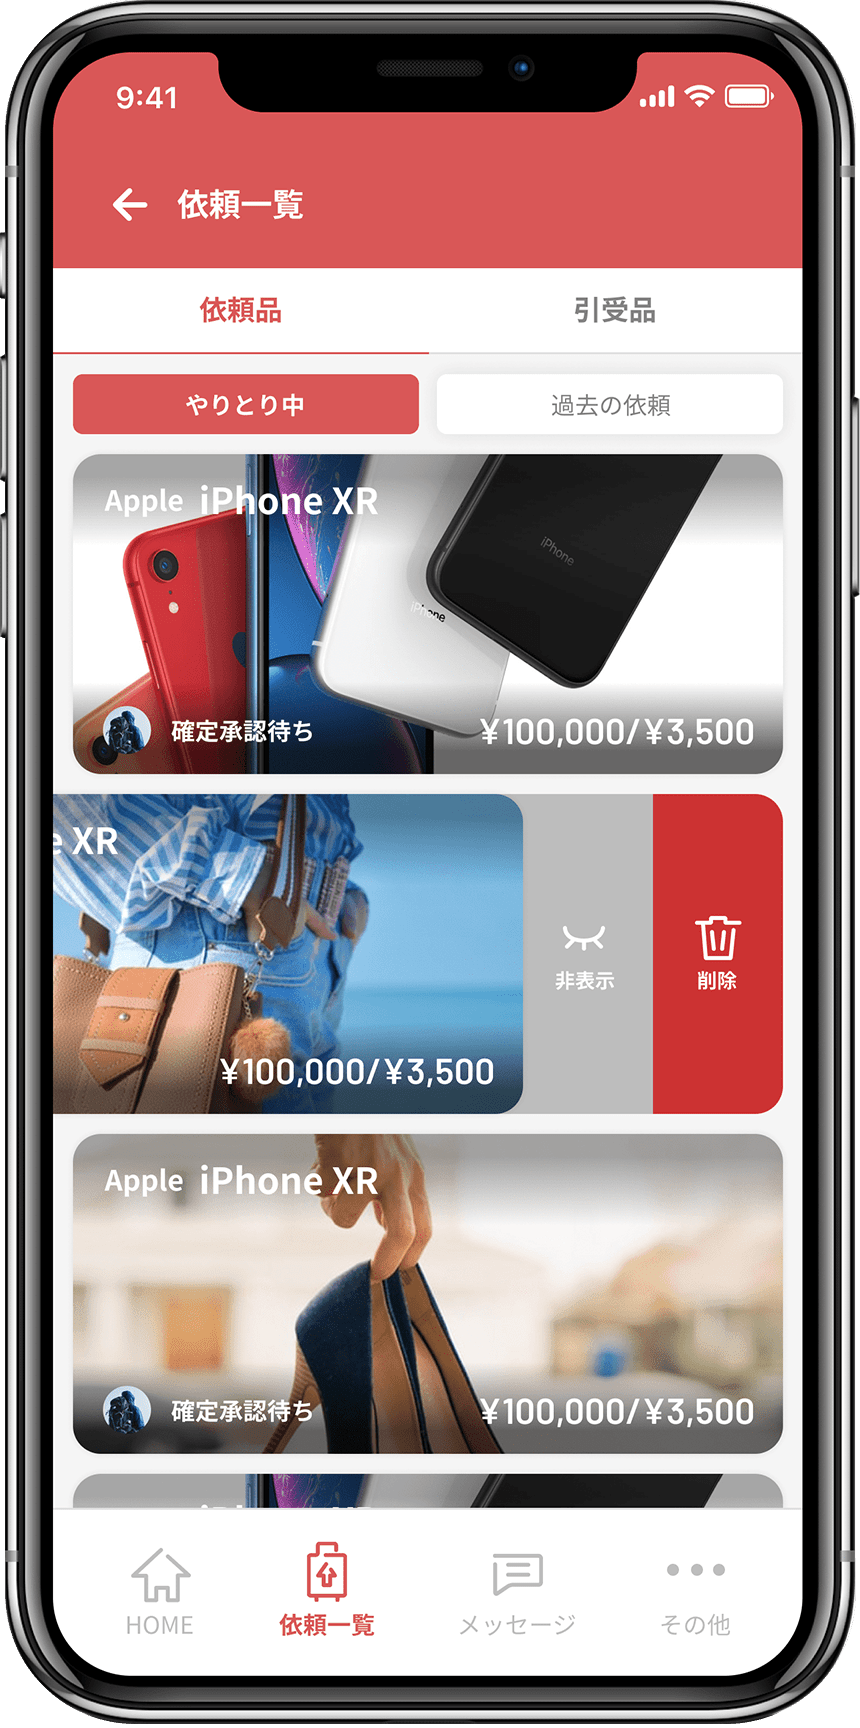 9:41
依頼一覧
依頼品 引受品
やりとり中 過去の依頼
Apple iPhone XR
iPhone
iPhone
確定承認待ち ¥100,000/¥3,500
e XR
非表示 削除
¥100,000/¥3,500
Apple iPhone XR
確定承認待ち ¥100,000/¥3,500
HOME 依頼一覧 メッセージ その他